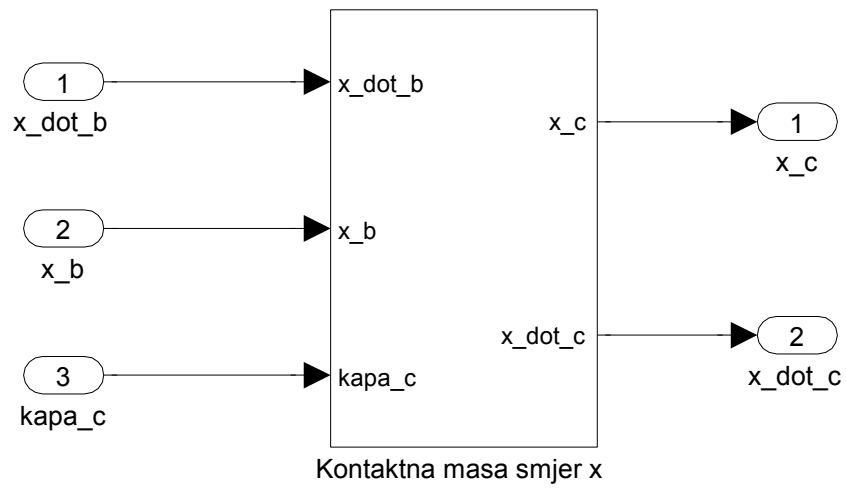 1
x_dot_b
2
x_b
3
kapa_c
x_dot_b
x_b
kapa_c
x_c
x_dot_c
1
x_c
2
x_dot_c
Kontaktna masa smjer x